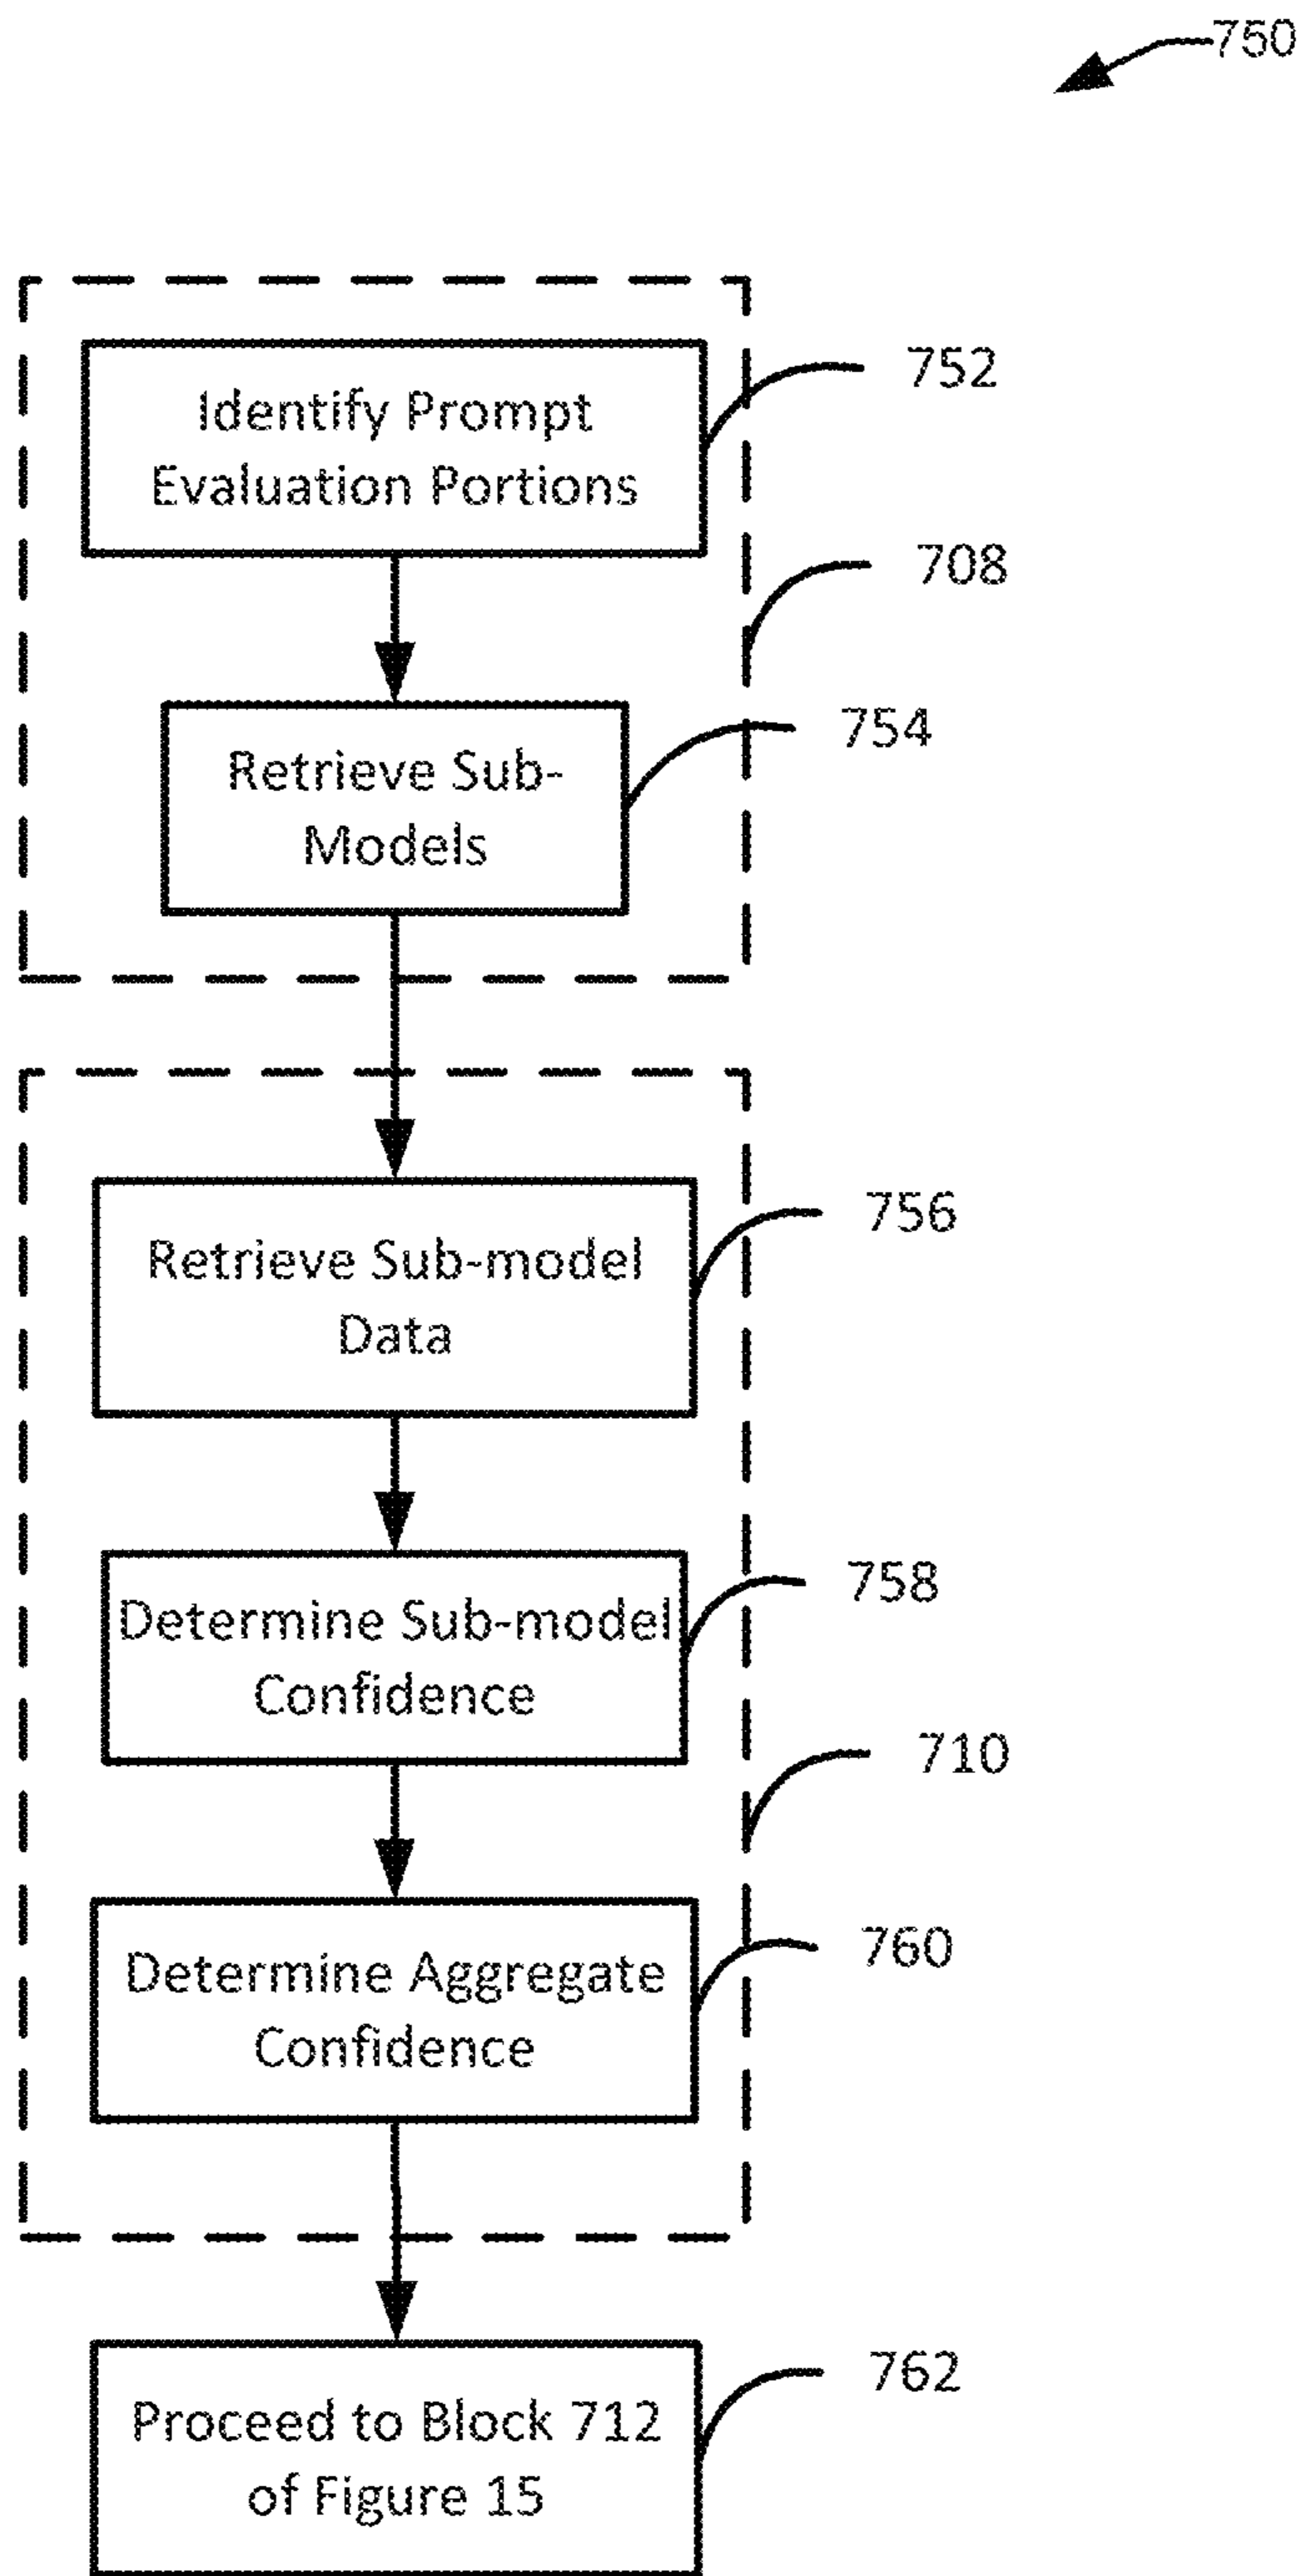 750
Identify Prompt
Evaluation Portions
752
708
Retrieve Sub-
Models
754
Retrieve Sub-model
Data
756
Determine Sub-model
Confidence
758
710
Determine Aggregate
Confidence
760
Proceed to Block 712
of Figure 15
762